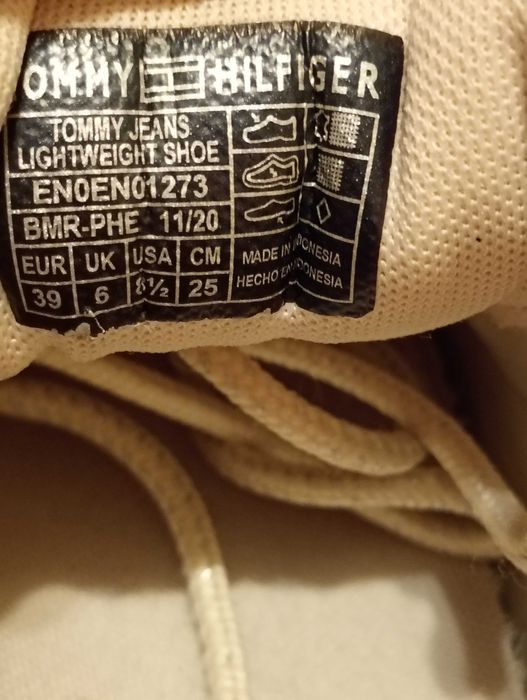 OMMY HILFIGER
TOMMY JEANS
LIGHTWEIGHT SHOE
EN0EN01273
BMR-PHE 11/20
EUR UK USA CM
39 6 8½ 25
MADE IN INDONESIA
HECHO EN INDONESIA